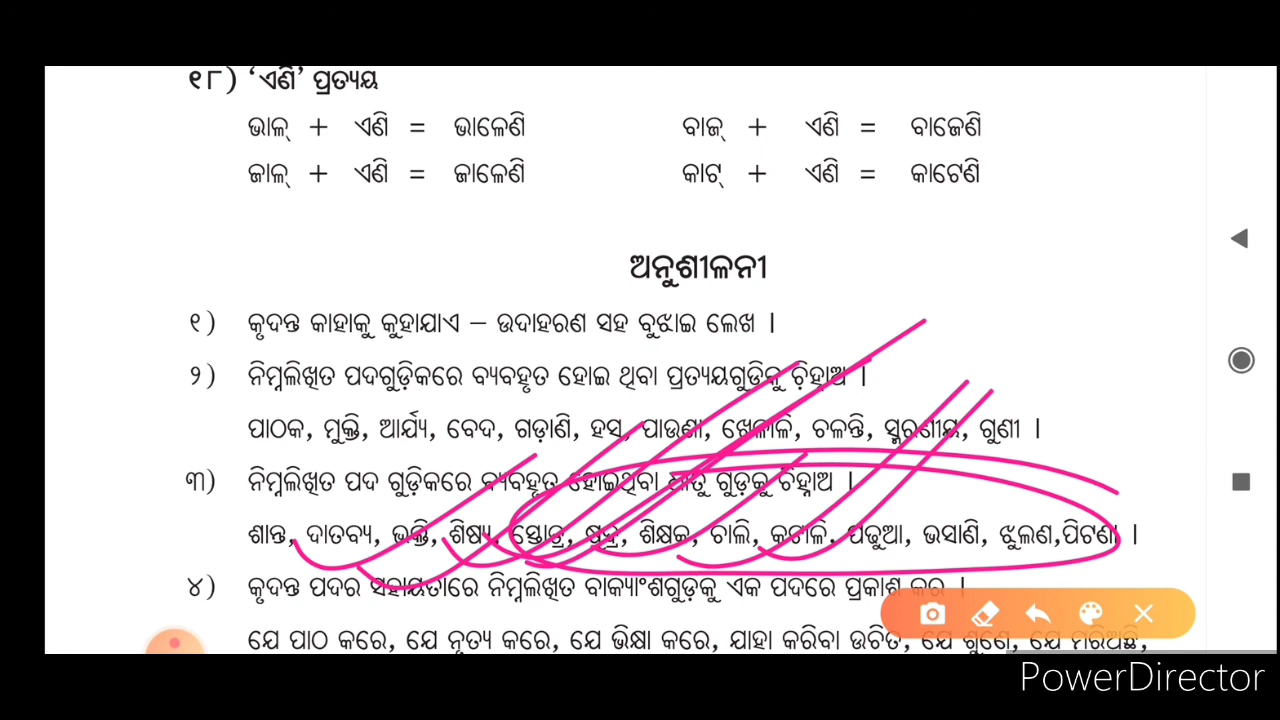 ୧୮) ‘ଏଣି’ ପ୍ରତ୍ୟୟ
ଭାଳ୍ + ଏଣି = ଭାଳେଣି ବାଜ୍ + ଏଣି = ବାଜେଣି
ଜାଳ୍ + ଏଣି = ଜାଳେଣି କାଟ୍ + ଏଣି = କାଟେଣି
ଅନୁଶୀଳନୀ
୧) କୃଦନ୍ତ କାହାକୁ କୁହାଯାଏ – ଉଦାହରଣ ସହ ବୁଝାଇ ଲେଖ ।
୨) ନିମ୍ନଲିଖିତ ପଦଗୁଡ଼ିକରେ ବ୍ୟବହୃତ ହୋଇ ଥିବା ପ୍ରତ୍ୟୟଗୁଡିକୁ ଚ଼ିହ୍ନାଅ ।
ପାଠକ, ମୁକ୍ତି, ଆର୍ଯ୍ୟ, ବେଦ, ଗଡ଼ାଣି, ହସ, ପାଉଣା, ଖେଳାଳି, ଚଳନ୍ତି, ସ୍ମରଣୀୟ, ଗୁଣୀ ।
୩) ନିମ୍ନଲିଖିତ ପଦ ଗୁଡ଼ିକରେ ବ୍ୟବହୃତ ହୋଇଥିବା ଧାତୁ ଗୁଡ଼କୁ ଚିହ୍ନାଅ ।
ଶାନ୍ତ, ଦାତବ୍ୟ, ଭକ୍ତି, ଶିଷ୍ୟ, ସ୍ତୋତ୍ର, ଶିକ୍ଷକ, ଚାଲି, କଟାଳି, ପଢୁଆ, ଭସାଣି, ଝୁଲଣ,ପିଟଣା ।
୪) କୃଦନ୍ତ ପଦର ସହାୟତାରେ ନିମ୍ନଲିଖିତ ବାକ୍ୟାଂଶଗୁଡ଼କୁ ଏକ ପଦରେ ପ୍ରକାଶ କର ।
ଯେ ପାଠ କରେ, ଯେ ନୃତ୍ୟ କରେ, ଯେ ଭିକ୍ଷା କରେ, ଯାହା କରିବା ଉଚିତ, ଯେ ଶୁଣେ, ଯେ ମରିଅଛି,
PowerDirector